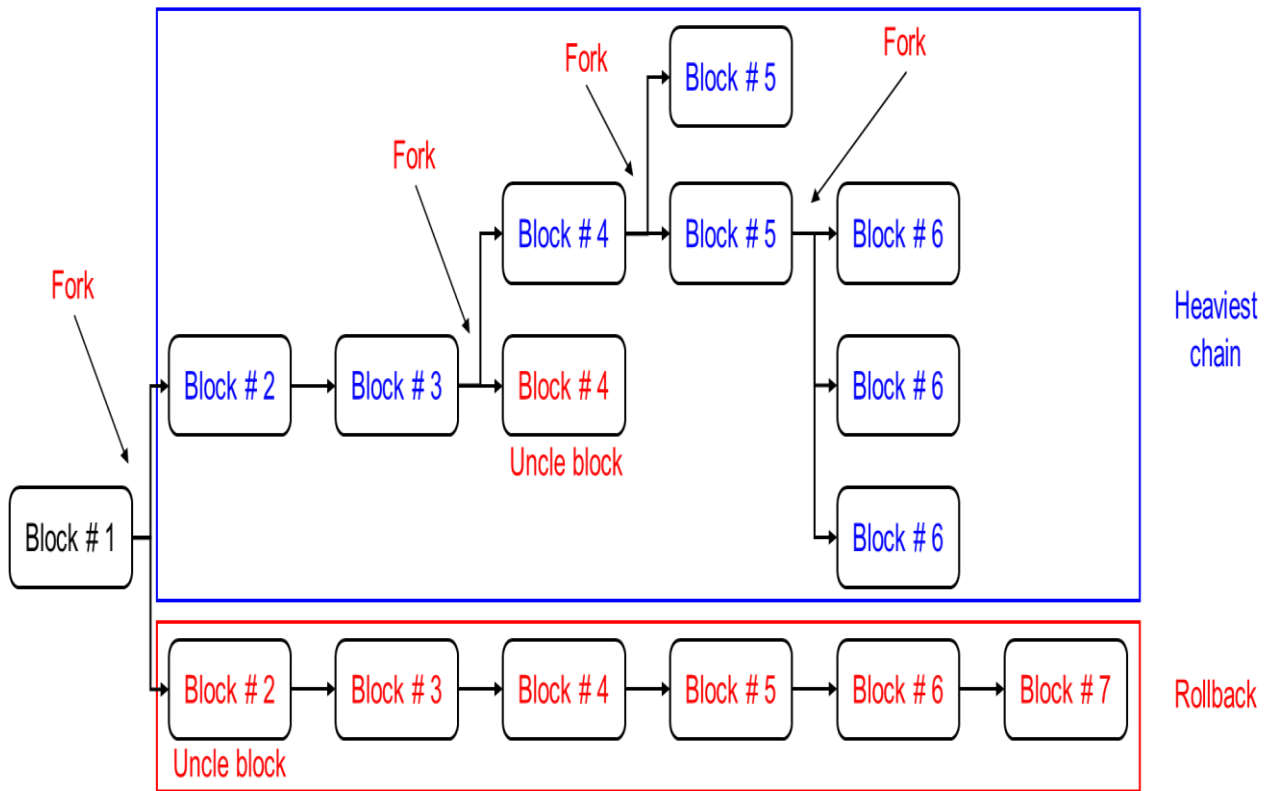 Fork
Block # 5
Fork
Fork
Block # 4
Block # 5
Block # 6
Fork
Block # 2
Block # 3
Block # 4
Block # 6
Heaviest
chain
Uncle block
Block # 1
Block # 6
Block # 2
Block # 3
Block # 4
Block # 5
Block # 6
Block # 7
Rollback
Uncle block